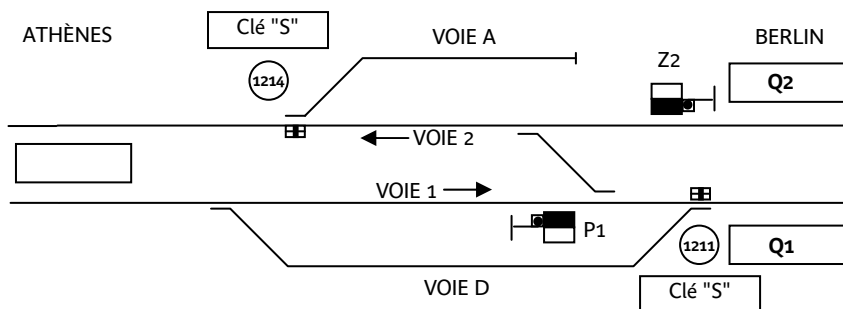 ATHÈNES
Clé "S"
VOIE A
BERLIN
1214
Z2
Q2
VOIE 2
VOIE 1
P1
1211
Q1
VOIE D
Clé "S"